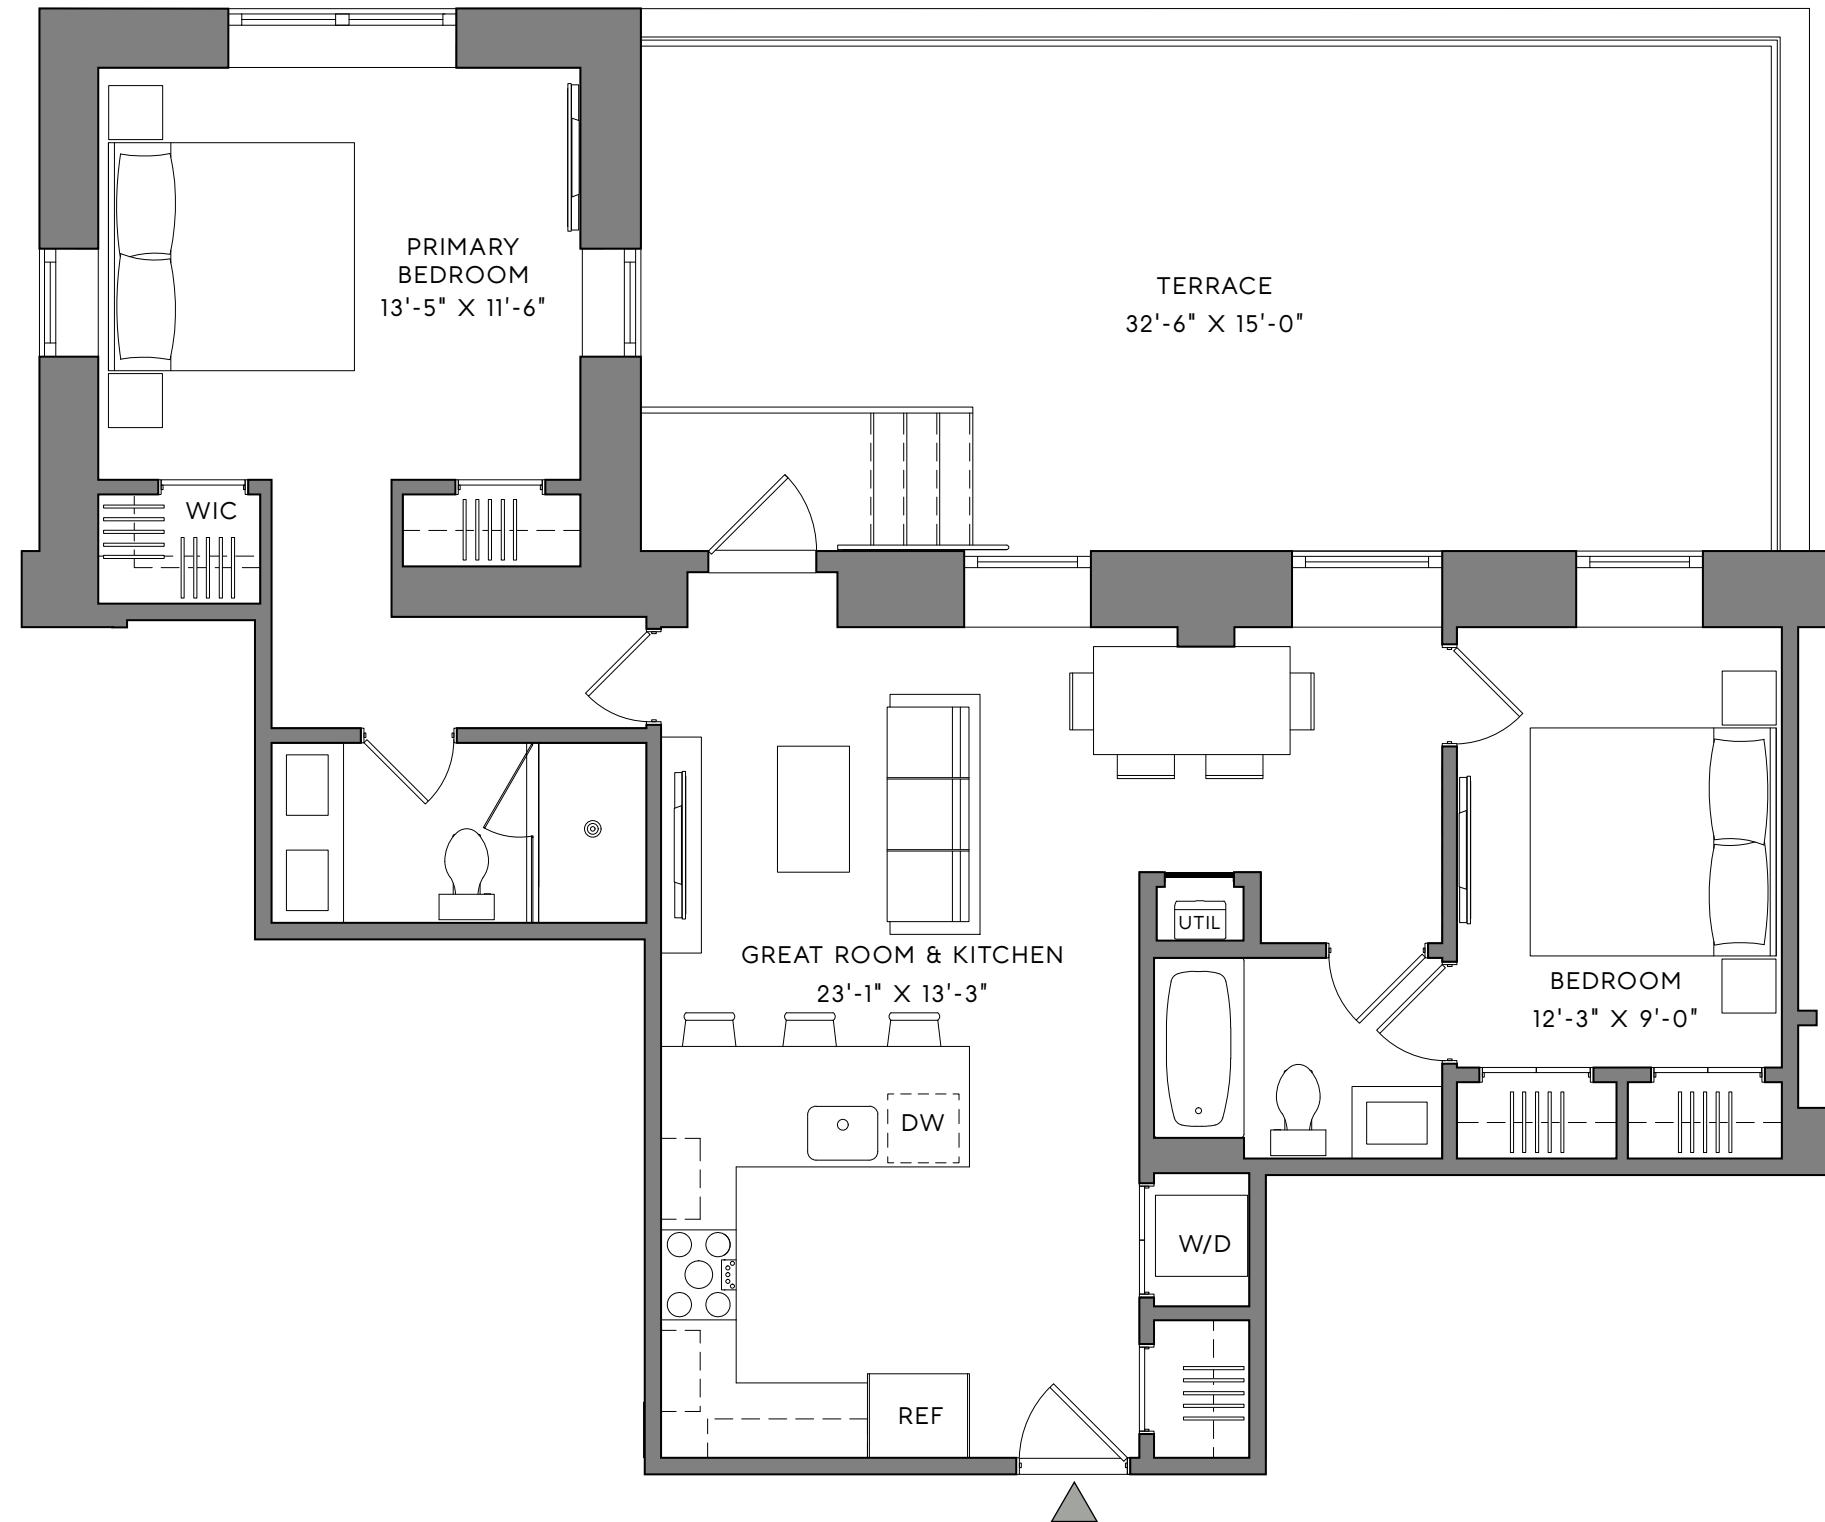 PRIMARY
BEDROOM
13'-5" X 11'-6"
TERRACE
32'-6" X 15'-0"
WIC
UTIL
GREAT ROOM & KITCHEN
23'-1" X 13'-3"
BEDROOM
12'-3" X 9'-0"
DW
W/D
REF